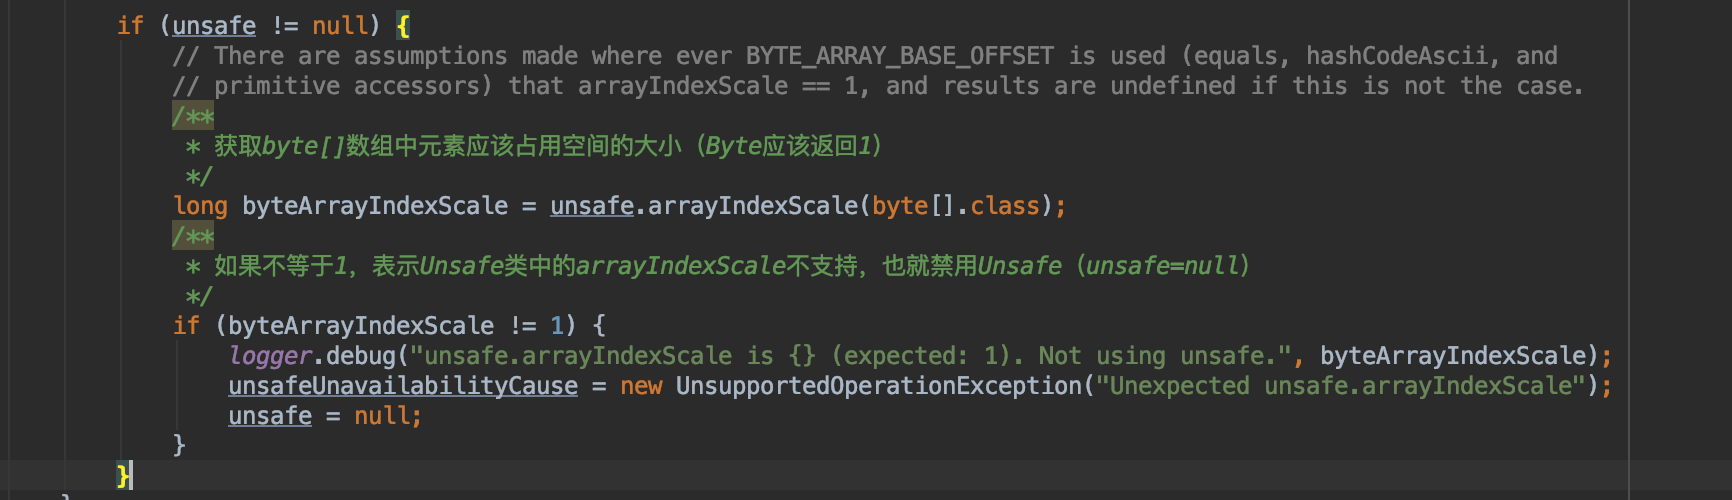 if (unsafe != null) {
// There are assumptions made where ever BYTE_ARRAY_BASE_OFFSET is used (equals, hashCodeAscii, and
// primitive accessors) that arrayIndexScale == 1, and results are undefined if this is not the case.
/**
* 获取byte[]数组中元素应该占用空间的大小（Byte应该返回1）
*/
long byteArrayIndexScale = unsafe.arrayIndexScale(byte[].class);
/**
* 如果不等于1，表示Unsafe类中的arrayIndexScale不支持，也就禁用Unsafe（unsafe=null）
*/
if (byteArrayIndexScale != 1) {
logger.debug("unsafe.arrayIndexScale is {} (expected: 1). Not using unsafe.", byteArrayIndexScale);
unsafeUnavailabilityCause = new UnsupportedOperationException("Unexpected unsafe.arrayIndexScale");
unsafe = null;
}
}